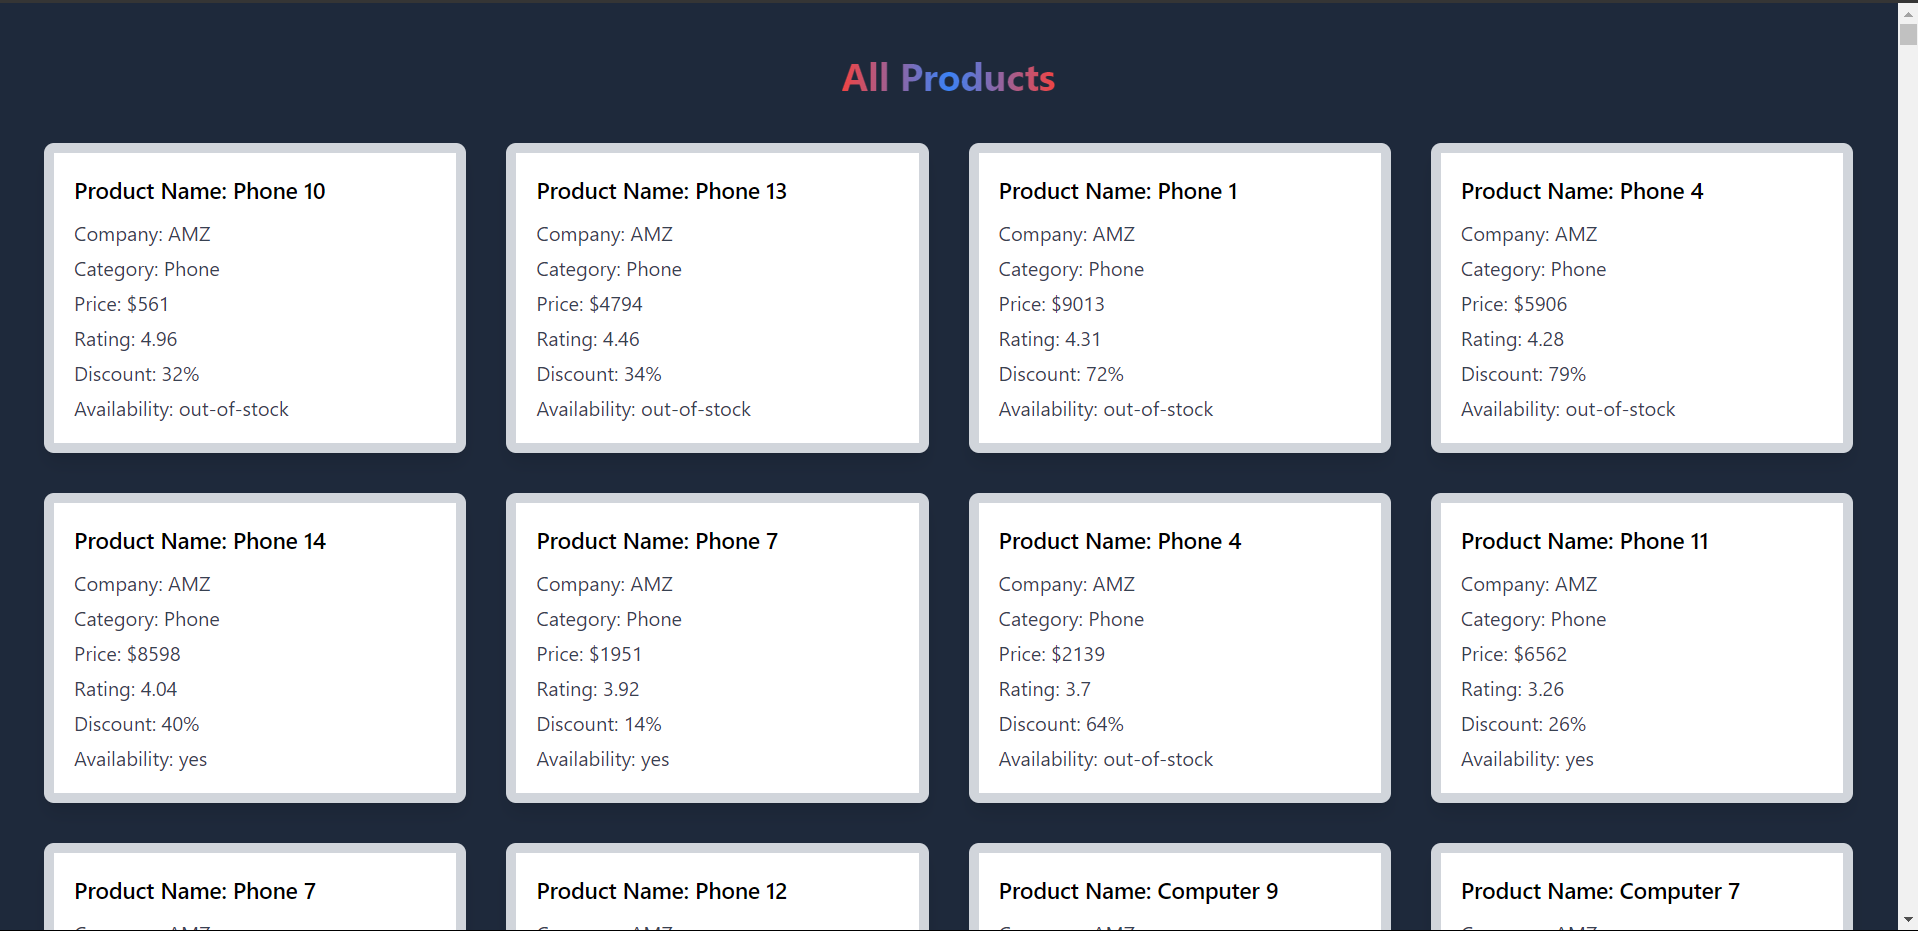 All Products
Product Name: Phone 10
Company: AMZ
Category: Phone
Price: $561
Rating: 4.96
Discount: 32%
Availability: out-of-stock
Product Name: Phone 13
Company: AMZ
Category: Phone
Price: $4794
Rating: 4.46
Discount: 34%
Availability: out-of-stock
Product Name: Phone 1
Company: AMZ
Category: Phone
Price: $9013
Rating: 4.31
Discount: 72%
Availability: out-of-stock
Product Name: Phone 4
Company: AMZ
Category: Phone
Price: $5906
Rating: 4.28
Discount: 79%
Availability: out-of-stock
Product Name: Phone 14
Company: AMZ
Category: Phone
Price: $8598
Rating: 4.04
Discount: 40%
Availability: yes
Product Name: Phone 7
Company: AMZ
Category: Phone
Price: $1951
Rating: 3.92
Discount: 14%
Availability: yes
Product Name: Phone 4
Company: AMZ
Category: Phone
Price: $2139
Rating: 3.7
Discount: 64%
Availability: out-of-stock
Product Name: Phone 11
Company: AMZ
Category: Phone
Price: $6562
Rating: 3.26
Discount: 26%
Availability: yes
Product Name: Phone 7
Product Name: Phone 12
Product Name: Computer 9
Product Name: Computer 7